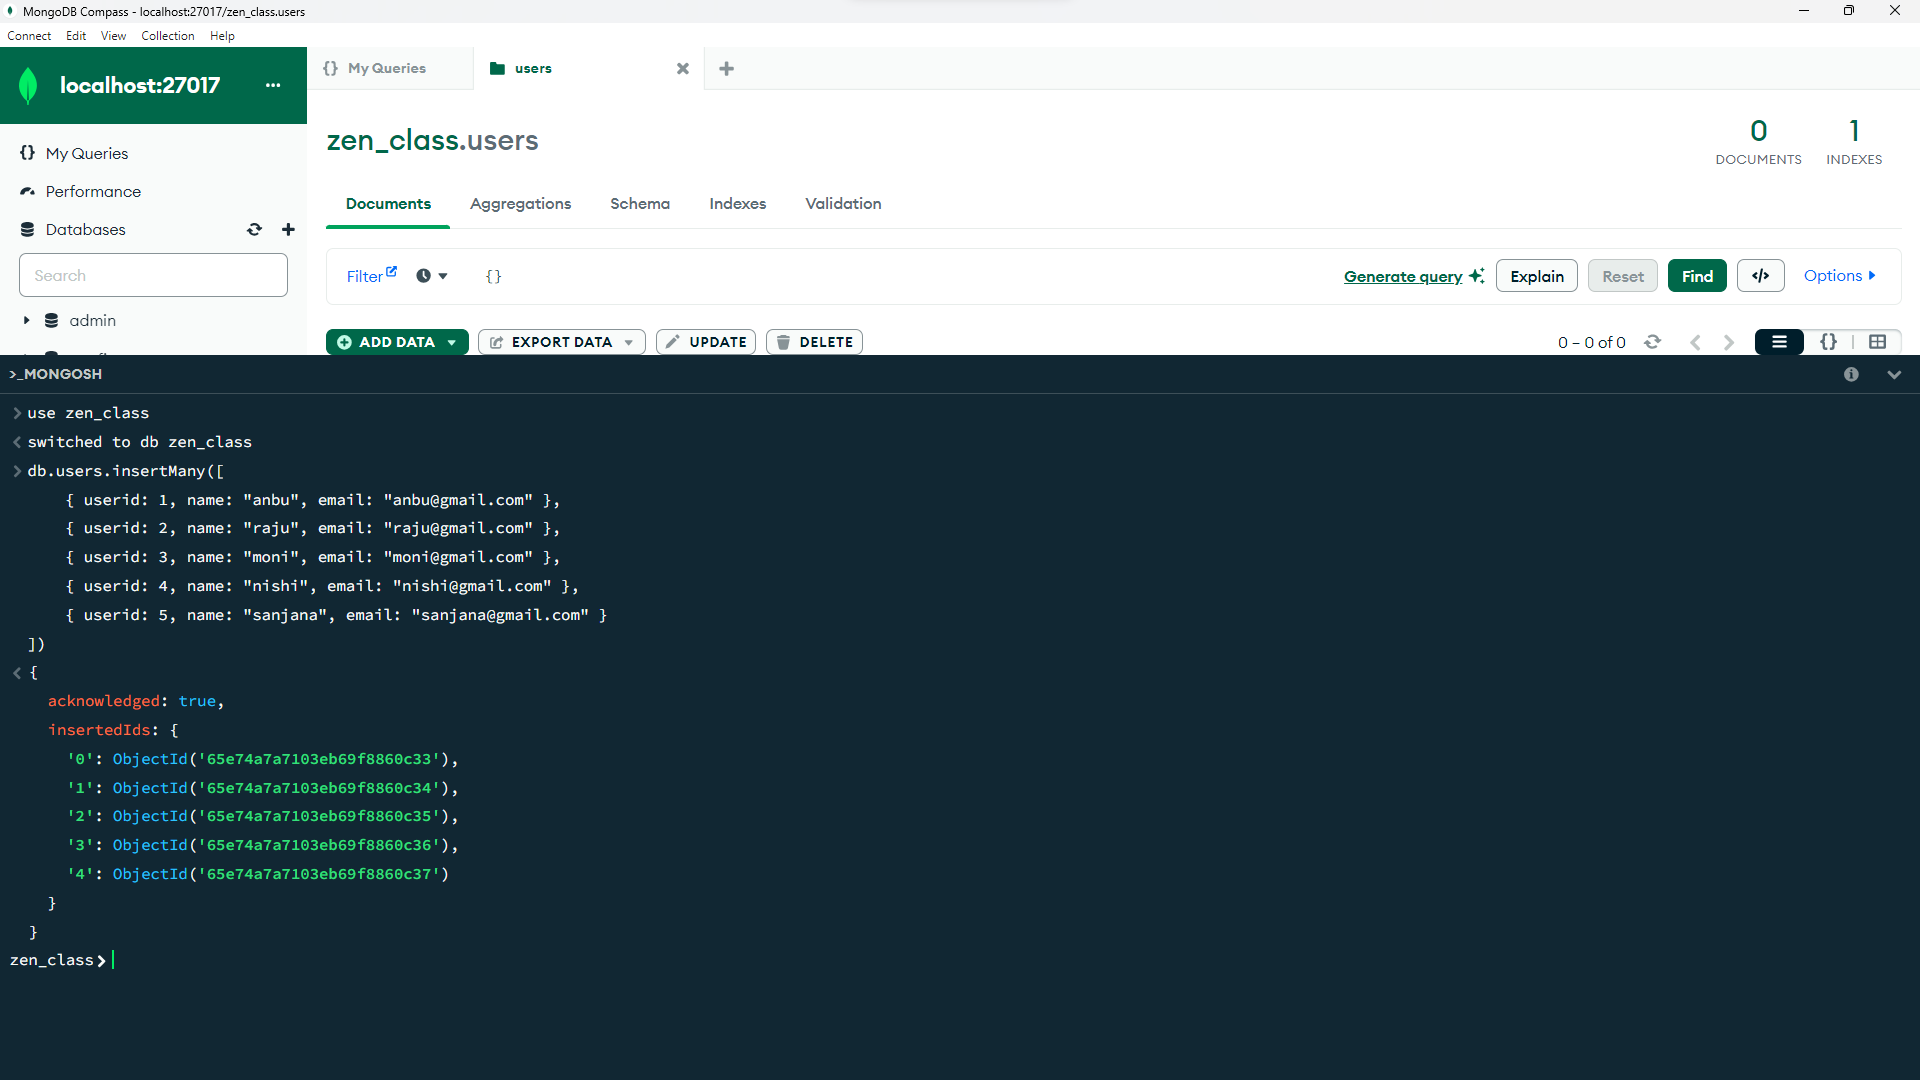 MongoDB Compass - localhost:27017/zen_class.users
Connect Edit View Collection Help
localhost:27017 ...
{} My Queries
users
My Queries
Performance
Databases
Search
admin
zen_class.users
0
DOCUMENTS
1
INDEXES
Documents Aggregations Schema Indexes Validation
Filter {} Generate query Explain Reset Find </> Options
ADD DATA EXPORT DATA UPDATE DELETE 0 – 0 of 0 {}
>_MONGOSH
> use zen_class
< switched to db zen_class
> db.users.insertMany([
{ userid: 1, name: "anbu", email: "anbu@gmail.com" },
{ userid: 2, name: "raju", email: "raju@gmail.com" },
{ userid: 3, name: "moni", email: "moni@gmail.com" },
{ userid: 4, name: "nishi", email: "nishi@gmail.com" },
{ userid: 5, name: "sanjana", email: "sanjana@gmail.com" }
])
< {
acknowledged: true,
insertedIds: {
'0': ObjectId('65e74a7a7103eb69f8860c33'),
'1': ObjectId('65e74a7a7103eb69f8860c34'),
'2': ObjectId('65e74a7a7103eb69f8860c35'),
'3': ObjectId('65e74a7a7103eb69f8860c36'),
'4': ObjectId('65e74a7a7103eb69f8860c37')
}
}
zen_class>